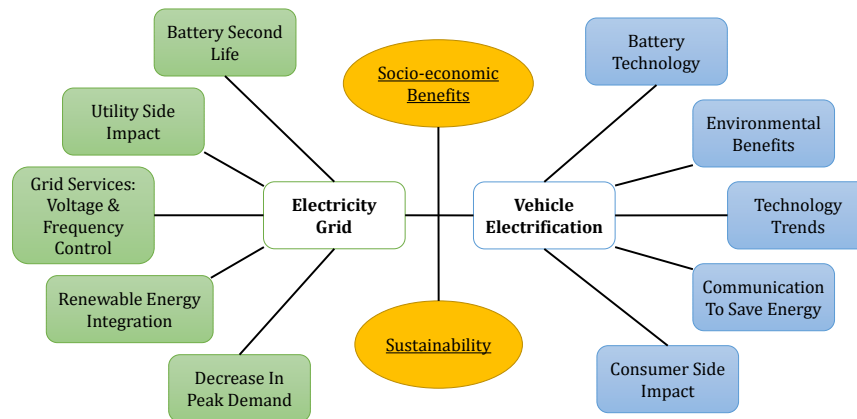 Battery Second
Life
Utility Side
Impact
Grid Services:
Voltage &
Frequency
Control
Renewable Energy
Integration
Decrease In
Peak Demand
Electricity
Grid
Socio-economic
Benefits
Sustainability
Vehicle
Electrification
Battery
Technology
Environmental
Benefits
Technology
Trends
Communication
To Save Energy
Consumer Side
Impact